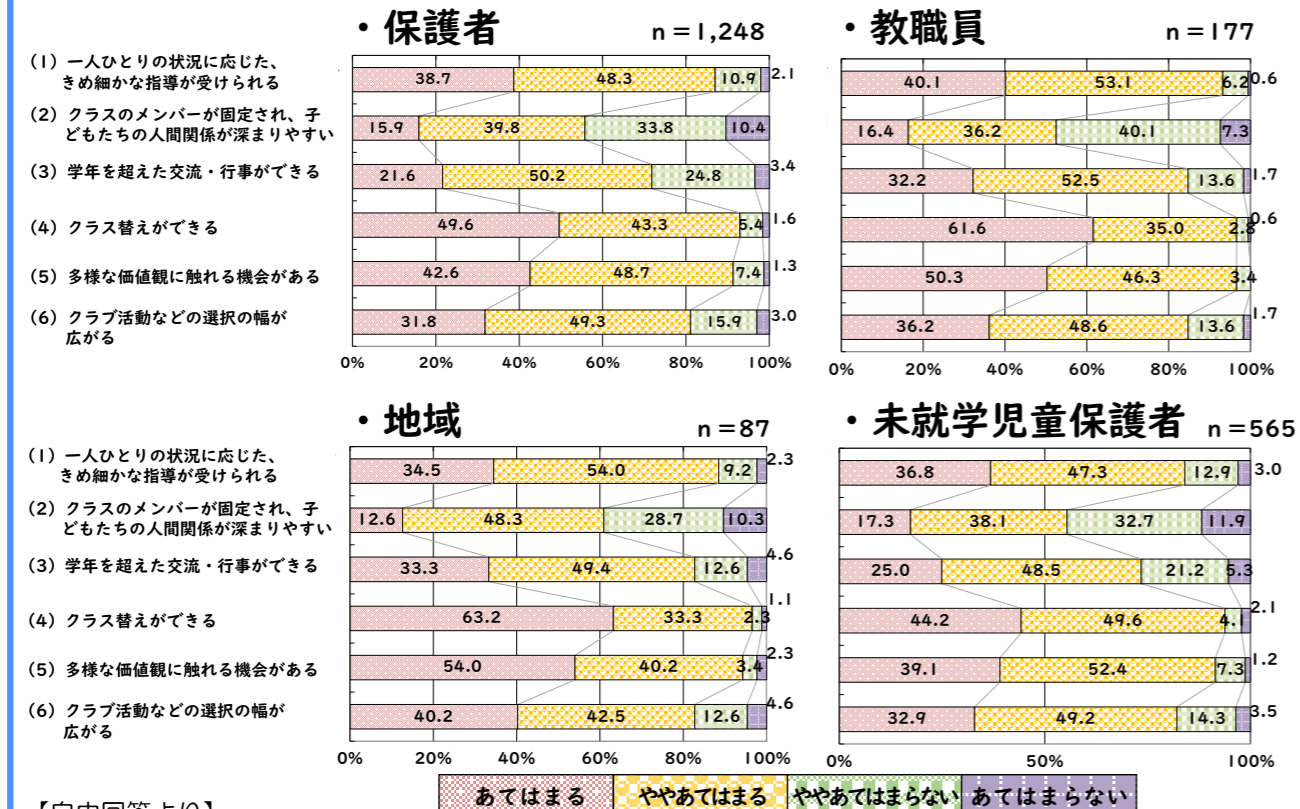 ・保護者 n=1,248
(1) 一人ひとりの状況に応じた、
きめ細かな指導が受けられる
38.7 48.3 10.9 2.1
(2) クラスのメンバーが固定され、子
どもたちの人間関係が深まりやすい
15.9 39.8 33.8 10.4
(3) 学年を超えた交流・行事ができる
21.6 50.2 24.8 3.4
(4) クラス替えができる
49.6 43.3 5.4 1.6
(5) 多様な価値観に触れる機会がある
42.6 48.7 7.4 1.3
(6) クラブ活動などの選択の幅が
広がる
31.8 49.3 15.9 3.0
0% 20% 40% 60% 80% 100%
・教職員 n=177
40.1 53.1 6.2 0.6
16.4 36.2 40.1 7.3
32.2 52.5 13.6 1.7
61.6 35.0 2.8 0.6
50.3 46.3 3.4
36.2 48.6 13.6 1.7
0% 20% 40% 60% 80% 100%
・地域 n=87
(1) 一人ひとりの状況に応じた、
きめ細かな指導が受けられる
34.5 54.0 9.2 2.3
(2) クラスのメンバーが固定され、子
どもたちの人間関係が深まりやすい
12.6 48.3 28.7 10.3
(3) 学年を超えた交流・行事ができる
33.3 49.4 12.6 4.6
(4) クラス替えができる
63.2 33.3 2.3 1.1
(5) 多様な価値観に触れる機会がある
54.0 40.2 3.4 2.3
(6) クラブ活動などの選択の幅が
広がる
40.2 42.5 12.6 4.6
0% 20% 40% 60% 80% 100%
・未就学児童保護者 n=565
36.8 47.3 12.9 3.0
17.3 38.1 32.7 11.9
25.0 48.5 21.2 5.3
44.2 49.6 4.1 2.1
39.1 52.4 7.3 1.2
32.9 49.2 14.3 3.5
0% 50% 100%
あてはまる ややあてはまる ややあてはまらない あてはまらない
【自由回答より】